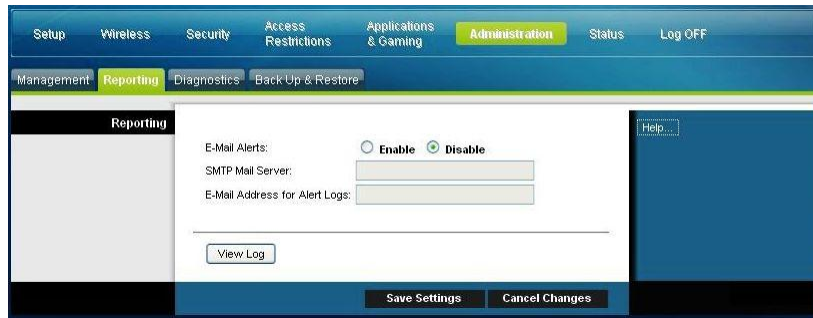 Setup Wireless Security Access Restrictions Applications & Gaming Administration Status Log OFF
Management Reporting Diagnostics Back Up & Restore
Reporting
Help...
E-Mail Alerts: Enable Disable
SMTP Mail Server:
E-Mail Address for Alert Logs:
View Log
Save Settings Cancel Changes